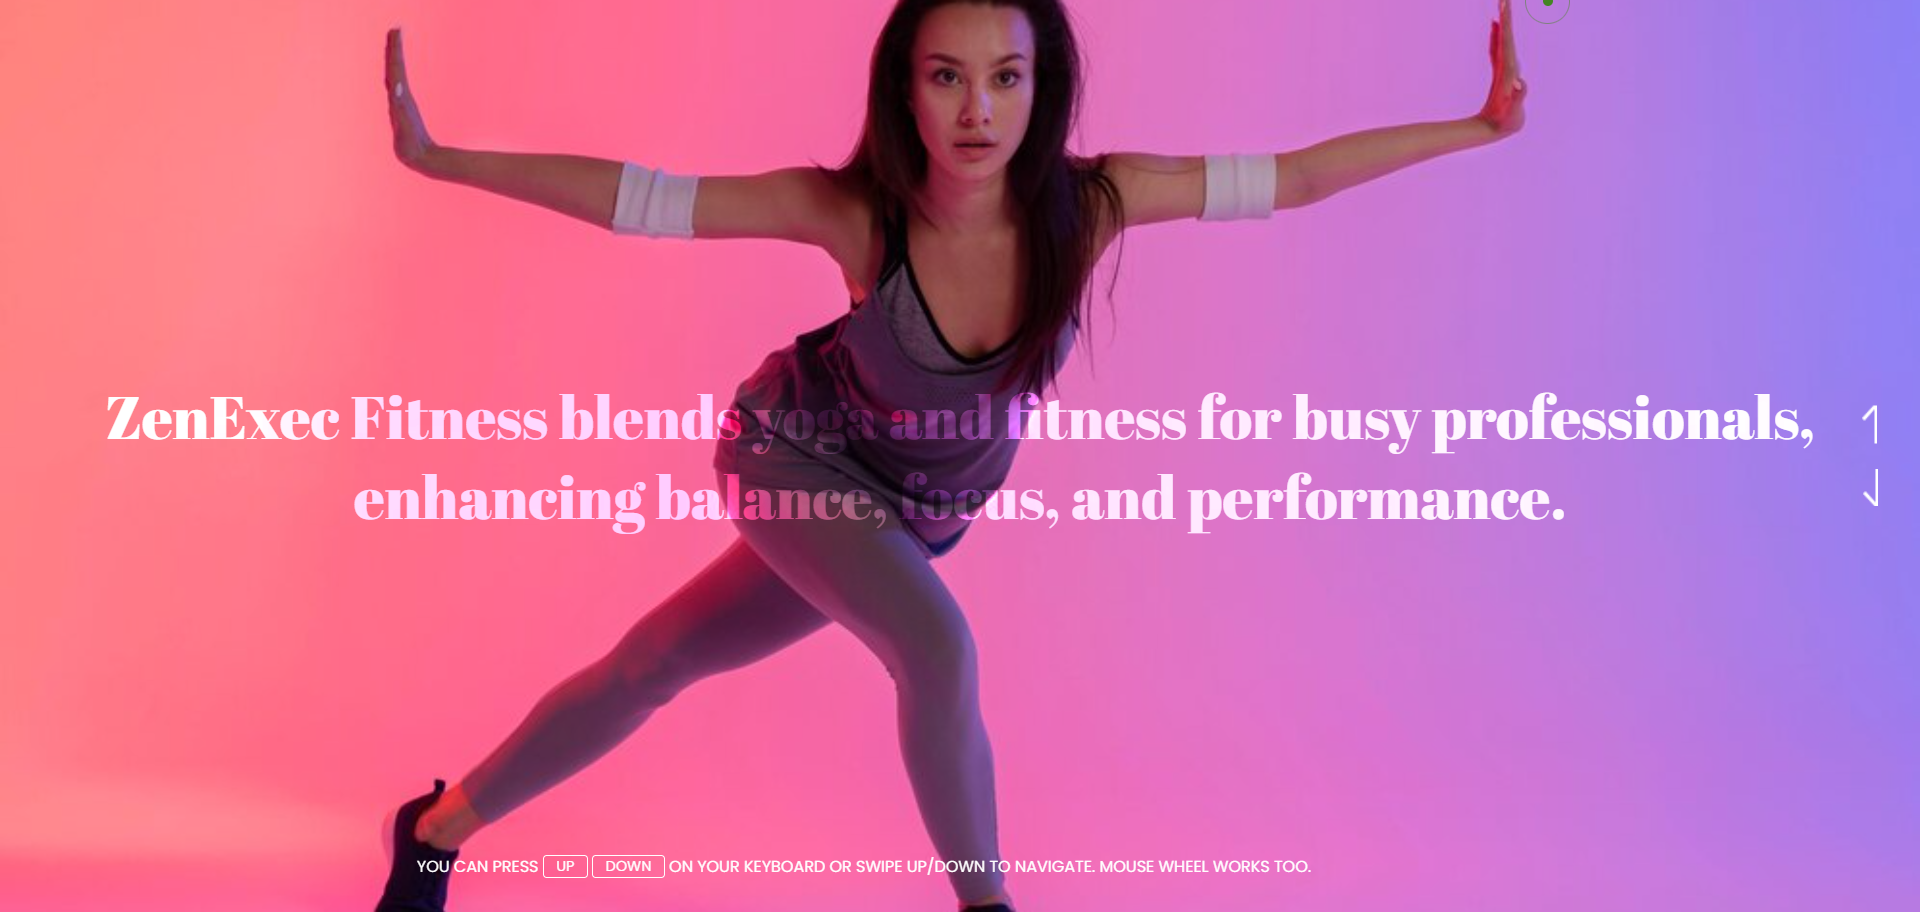 ZenExec Fitness blends yoga and fitness for busy professionals,
enhancing balance, focus, and performance.
YOU CAN PRESS UP DOWN ON YOUR KEYBOARD OR SWIPE UP/DOWN TO NAVIGATE. MOUSE WHEEL WORKS TOO.